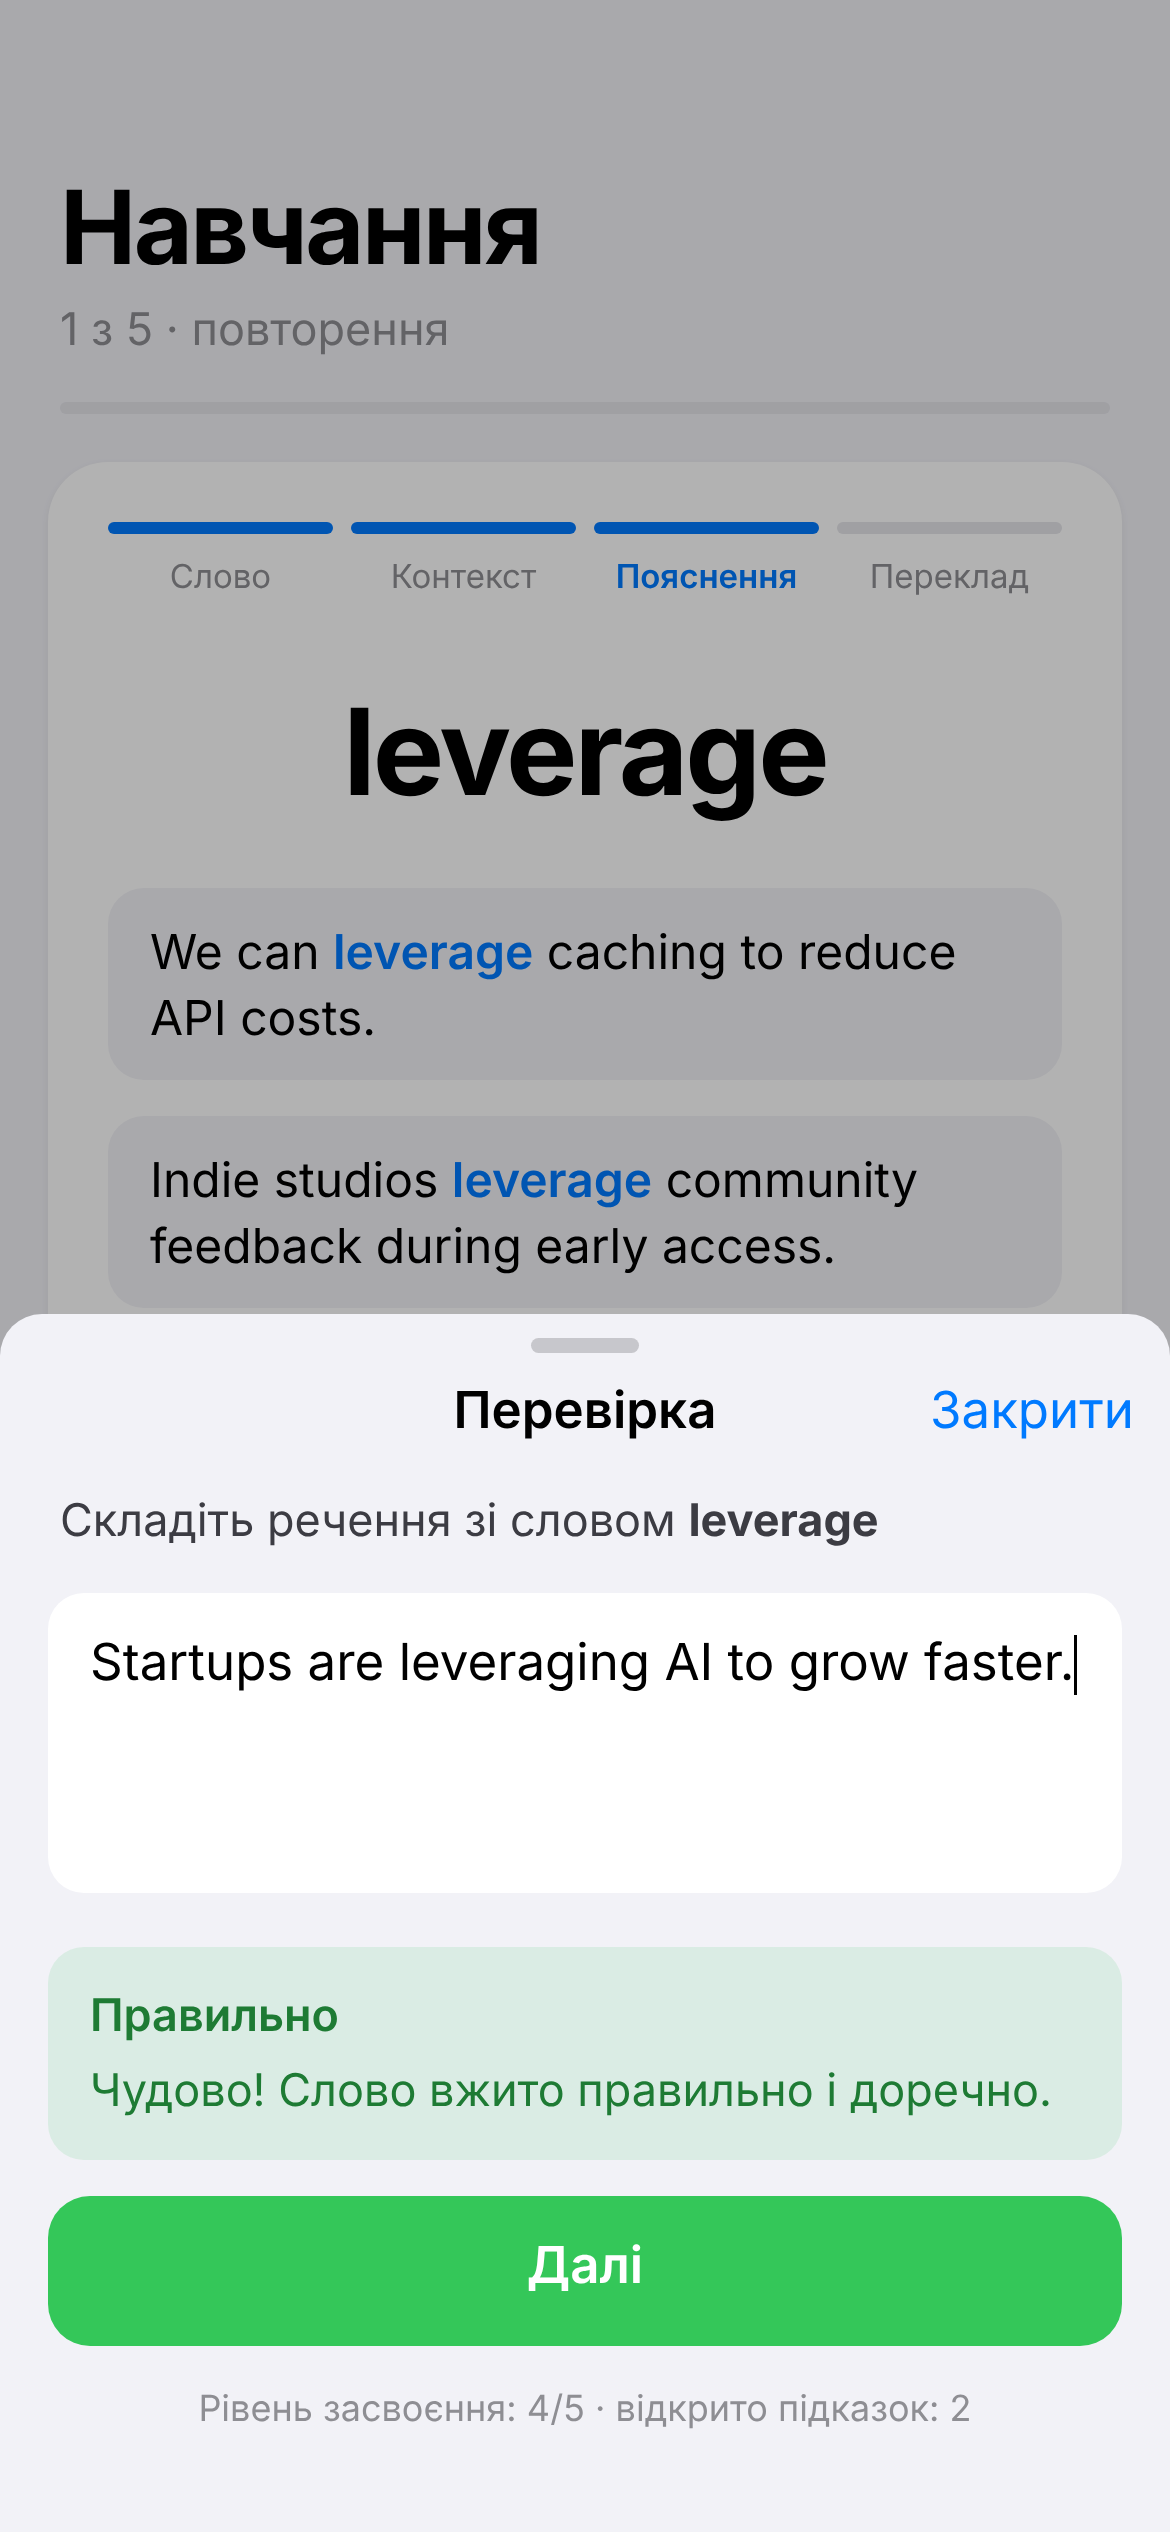 Навчання
1 з 5 · повторення
Слово
Контекст
Пояснення
Переклад
leverage
We can leverage caching to reduce
API costs.
Indie studios leverage community
feedback during early access.
Перевірка
Закрити
Складіть речення зі словом leverage
Startups are leveraging AI to grow faster.
Правильно
Чудово! Слово вжито правильно і доречно.
Далі
Рівень засвоєння: 4/5 · відкрито підказок: 2